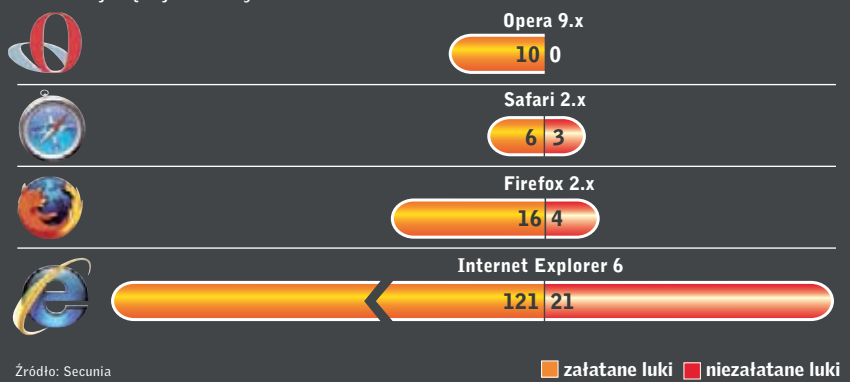 Opera 9.x
10 0
Safari 2.x
6 3
Firefox 2.x
16 4
Internet Explorer 6
121 21
Źródło: Secunia
załatane luki niezałatane luki